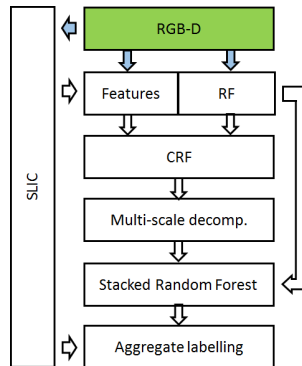 RGB-D
SLIC
Features RF
CRF
Multi-scale decomp.
Stacked Random Forest
Aggregate labelling